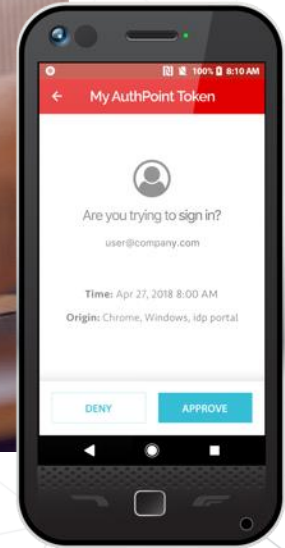 100% 8:10 AM
My AuthPoint Token
Are you trying to sign in?
user@company.com
Time: Apr 27, 2018 8:00 AM
Origin: Chrome, Windows, idp portal
DENY APPROVE